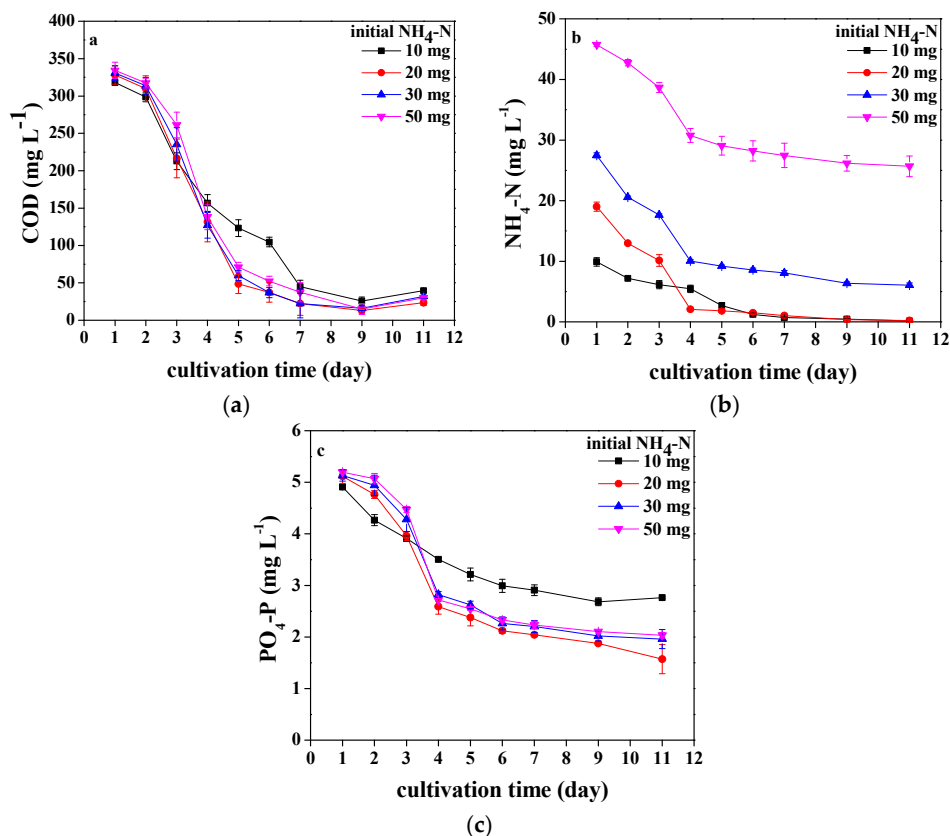 a
initial NH₄-N
10 mg
20 mg
30 mg
50 mg
COD (mg L⁻¹)
400
350
300
250
200
150
100
50
0
0 1 2 3 4 5 6 7 8 9 10 11 12
cultivation time (day)
(a)
b
initial NH₄-N
10 mg
20 mg
30 mg
50 mg
NH₄-N (mg L⁻¹)
50
40
30
20
10
0
0 1 2 3 4 5 6 7 8 9 10 11 12
cultivation time (day)
(b)
c
initial NH₄-N
10 mg
20 mg
30 mg
50 mg
PO₄-P (mg L⁻¹)
6
5
4
3
2
1
0
0 1 2 3 4 5 6 7 8 9 10 11 12
cultivation time (day)
(c)